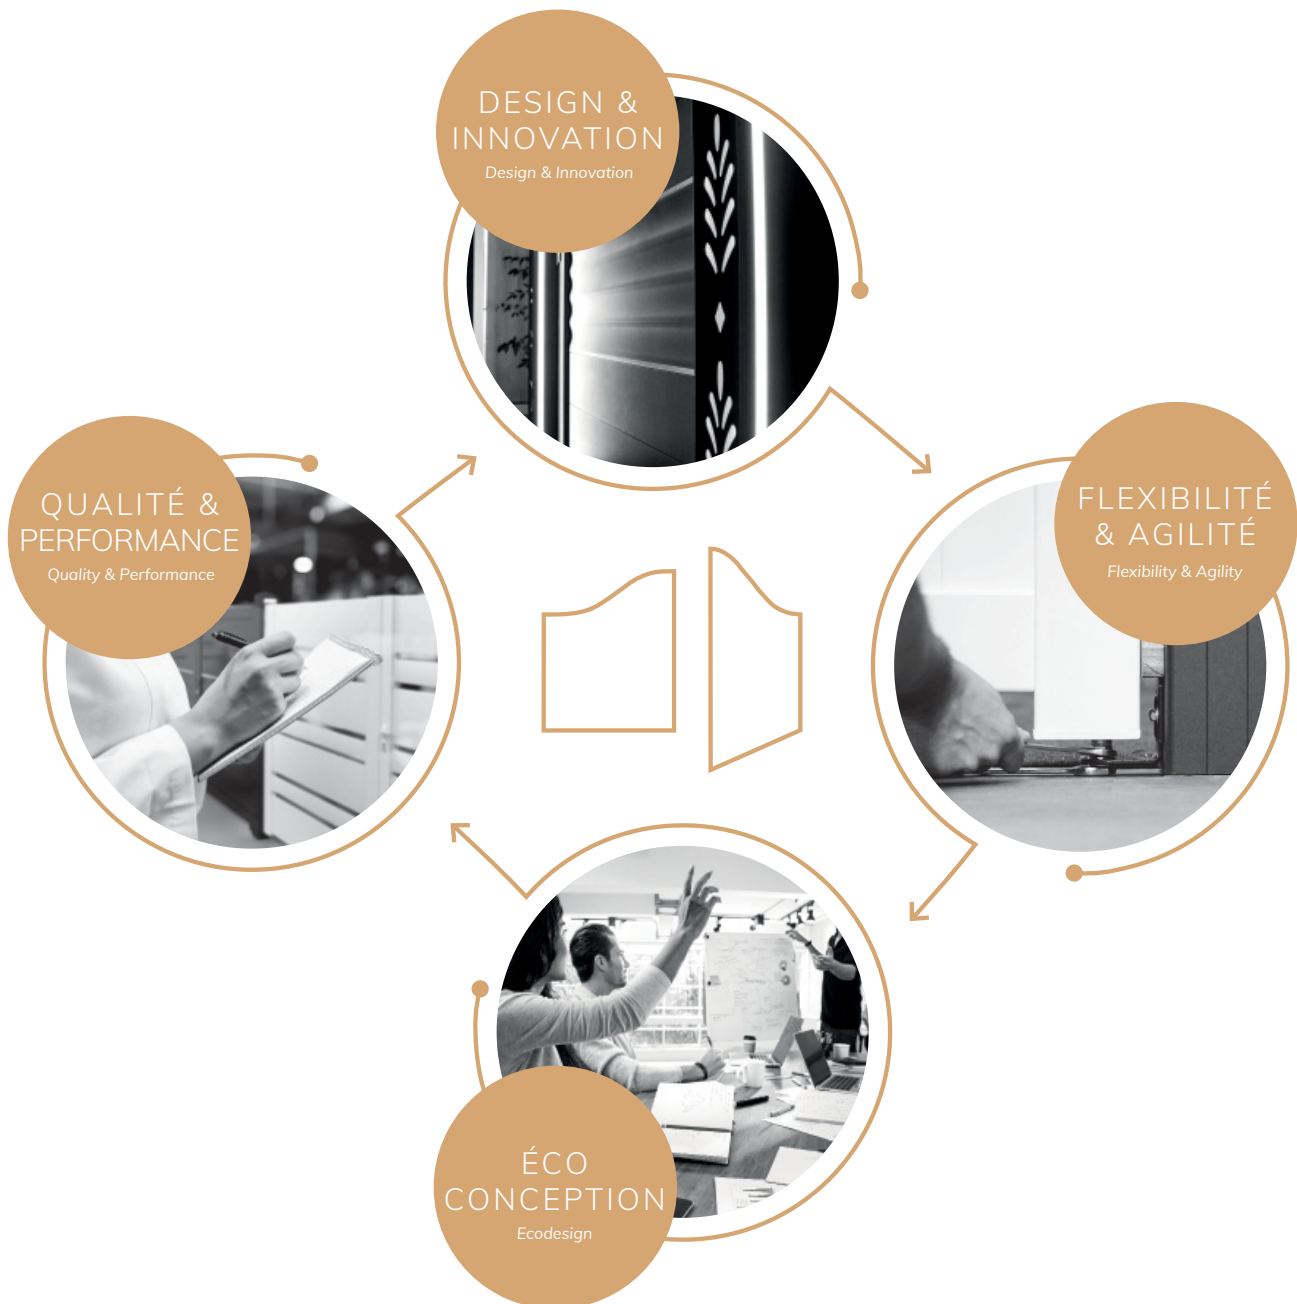 DESIGN &
INNOVATION
Design & Innovation
QUALITÉ &
PERFORMANCE
Quality & Performance
FLEXIBILITÉ
& AGILITÉ
Flexibility & Agility
ÉCO
CONCEPTION
Ecodesign